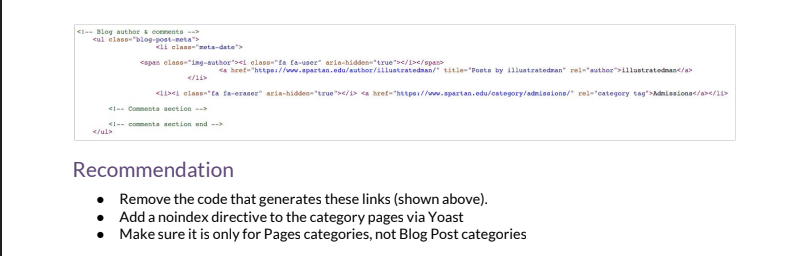 <!-- Blog author & comments -->
<ul class="blog-post-meta">
<li class="meta-date">
<span class="img-author"><i class="fa fa-user" aria-hidden="true"></i></span>
<a href="https://www.spartan.edu/author/illustratedman/" title="Posts by illustratedman" rel="author">illustratedman</a>
</li>
<li><i class="fa fa-eraser" aria-hidden="true"></i> <a href="https://www.spartan.edu/category/admissions/" rel="category tag">Admissions</a></li>
<!-- Comments section -->
<!-- comments section end -->
</ul>
Recommendation
● Remove the code that generates these links (shown above).
● Add a noindex directive to the category pages via Yoast
● Make sure it is only for Pages categories, not Blog Post categories